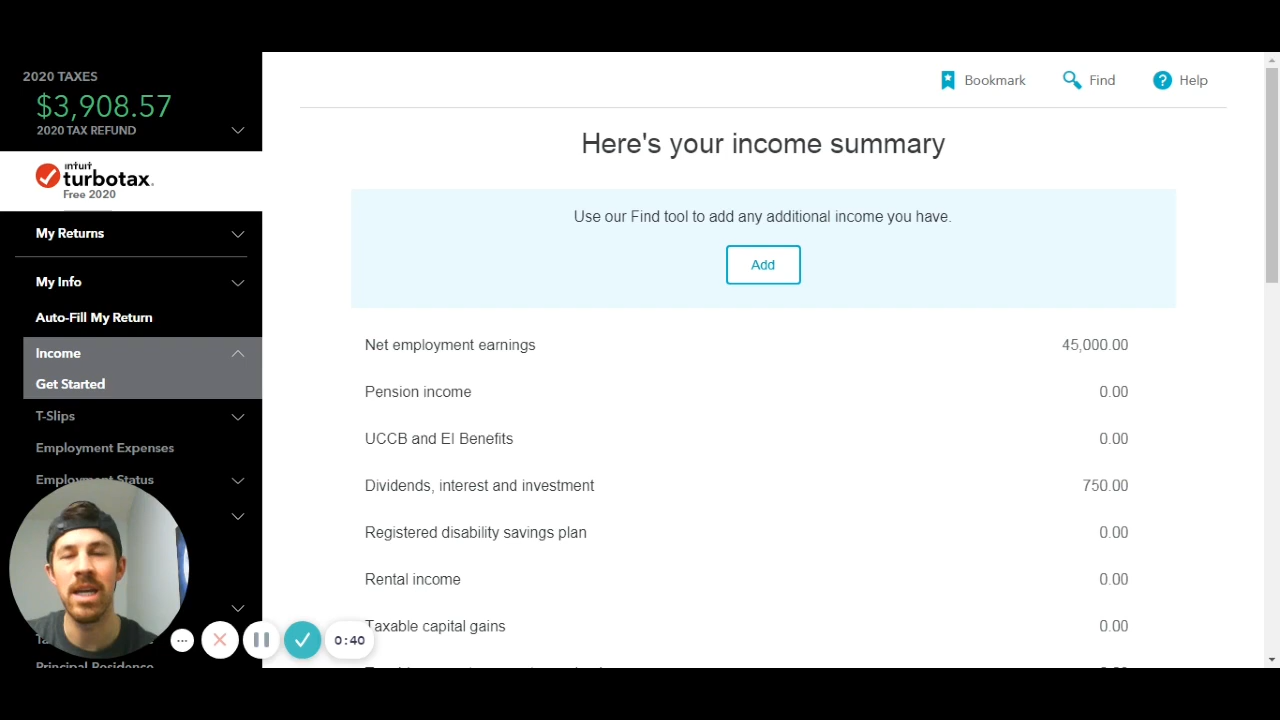 2020 TAXES
$3,908.57
2020 TAX REFUND
intuit
turbotax.
Free 2020
My Returns
My Info
Auto-Fill My Return
Income
Get Started
T-Slips
Employment Expenses
Employment Status
Principal Residence
Bookmark
Find
? Help
Here's your income summary
Use our Find tool to add any additional income you have.
Add
Net employment earnings 45,000.00
Pension income 0.00
UCCB and EI Benefits 0.00
Dividends, interest and investment 750.00
Registered disability savings plan 0.00
Rental income 0.00
Taxable capital gains 0.00
0:40